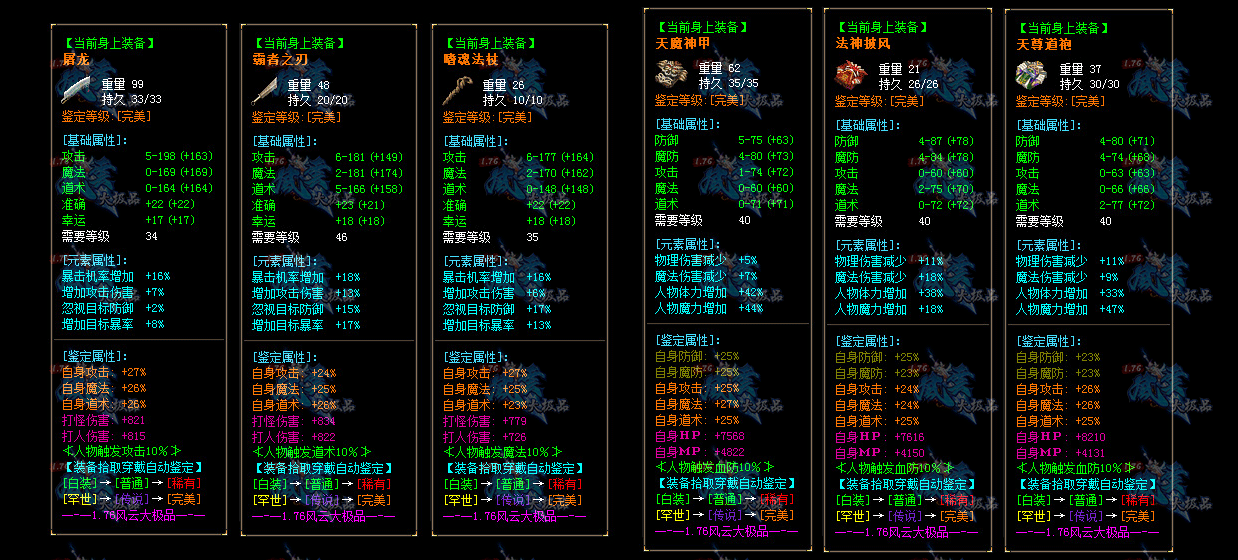 【当前身上装备】
屠龙
重量 99
持久 33/33
鉴定等级:[完美]
[基础属性]:
攻击 5-198 (+163)
魔法 0-169 (+169)
道术 0-164 (+164)
准确 +22 (+22)
幸运 +17 (+17)
需要等级 34
[元素属性]:
暴击机率增加 +16%
增加攻击伤害 +7%
忽视目标防御 +2%
增加目标暴率 +8%
[鉴定属性]:
自身攻击: +27%
自身魔法: +26%
自身道术: +26%
打怪伤害: +821
打人伤害: +815
≮人物触发攻击10%≯
【装备拾取穿戴自动鉴定】
[白装]→[普通]→[稀有]
[罕世]→[传说]→[完美]
—-—1.76风云大极品—-—
【当前身上装备】
霸者之刃
重量 48
持久 20/20
鉴定等级:[完美]
[基础属性]:
攻击 6-181 (+149)
魔法 2-181 (+174)
道术 5-166 (+158)
准确 +23 (+21)
幸运 +18 (+18)
需要等级 46
[元素属性]:
暴击机率增加 +18%
增加攻击伤害 +13%
忽视目标防御 +15%
增加目标暴率 +17%
[鉴定属性]:
自身攻击: +24%
自身魔法: +25%
自身道术: +26%
打怪伤害: +834
打人伤害: +822
≮人物触发道术10%≯
【装备拾取穿戴自动鉴定】
[白装]→[普通]→[稀有]
[罕世]→[传说]→[完美]
—-—1.76风云大极品—-—
【当前身上装备】
嗜魂法杖
重量 26
持久 10/10
鉴定等级:[完美]
[基础属性]:
攻击 6-177 (+164)
魔法 2-170 (+162)
道术 0-148 (+148)
准确 +22 (+22)
幸运 +18 (+18)
需要等级 35
[元素属性]:
暴击机率增加 +16%
增加攻击伤害 +6%
忽视目标防御 +17%
增加目标暴率 +13%
[鉴定属性]:
自身攻击: +27%
自身魔法: +25%
自身道术: +23%
打怪伤害: +779
打人伤害: +726
≮人物触发魔法10%≯
【装备拾取穿戴自动鉴定】
[白装]→[普通]→[稀有]
[罕世]→[传说]→[完美]
—-—1.76风云大极品—-—
【当前身上装备】
天魔神甲
重量 62
持久 35/35
鉴定等级:[完美]
[基础属性]:
防御 5-75 (+63)
魔防 4-80 (+73)
攻击 1-74 (+72)
魔法 0-60 (+60)
道术 0-71 (+71)
需要等级 40
[元素属性]:
物理伤害减少 +5%
魔法伤害减少 +7%
人物体力增加 +42%
人物魔力增加 +44%
[鉴定属性]:
自身防御: +25%
自身魔防: +25%
自身攻击: +25%
自身魔法: +27%
自身道术: +25%
自身HP: +7568
自身MP: +4822
≮人物触发血防10%≯
【装备拾取穿戴自动鉴定】
[白装]→[普通]→[稀有]
[罕世]→[传说]→[完美]
—-—1.76风云大极品—-—
【当前身上装备】
法神披风
重量 21
持久 26/26
鉴定等级:[完美]
[基础属性]:
防御 4-87 (+78)
魔防 4-84 (+78)
攻击 0-60 (+60)
魔法 2-75 (+70)
道术 0-72 (+72)
需要等级 40
[元素属性]:
物理伤害减少 +11%
魔法伤害减少 +18%
人物体力增加 +38%
人物魔力增加 +18%
[鉴定属性]:
自身防御: +25%
自身魔防: +23%
自身攻击: +24%
自身魔法: +24%
自身道术: +25%
自身HP: +7616
自身MP: +4150
≮人物触发血防10%≯
【装备拾取穿戴自动鉴定】
[白装]→[普通]→[稀有]
[罕世]→[传说]→[完美]
—-—1.76风云大极品—-—
【当前身上装备】
天尊道袍
重量 37
持久 30/30
鉴定等级:[完美]
[基础属性]:
防御 4-80 (+71)
魔防 4-74 (+68)
攻击 0-63 (+63)
魔法 0-66 (+66)
道术 2-77 (+72)
需要等级 40
[元素属性]:
物理伤害减少 +11%
魔法伤害减少 +9%
人物体力增加 +33%
人物魔力增加 +47%
[鉴定属性]:
自身防御: +23%
自身魔防: +23%
自身攻击: +26%
自身魔法: +26%
自身道术: +25%
自身HP: +8210
自身MP: +4131
≮人物触发血防10%≯
【装备拾取穿戴自动鉴定】
[白装]→[普通]→[稀有]
[罕世]→[传说]→[完美]
—-—1.76风云大极品—-—